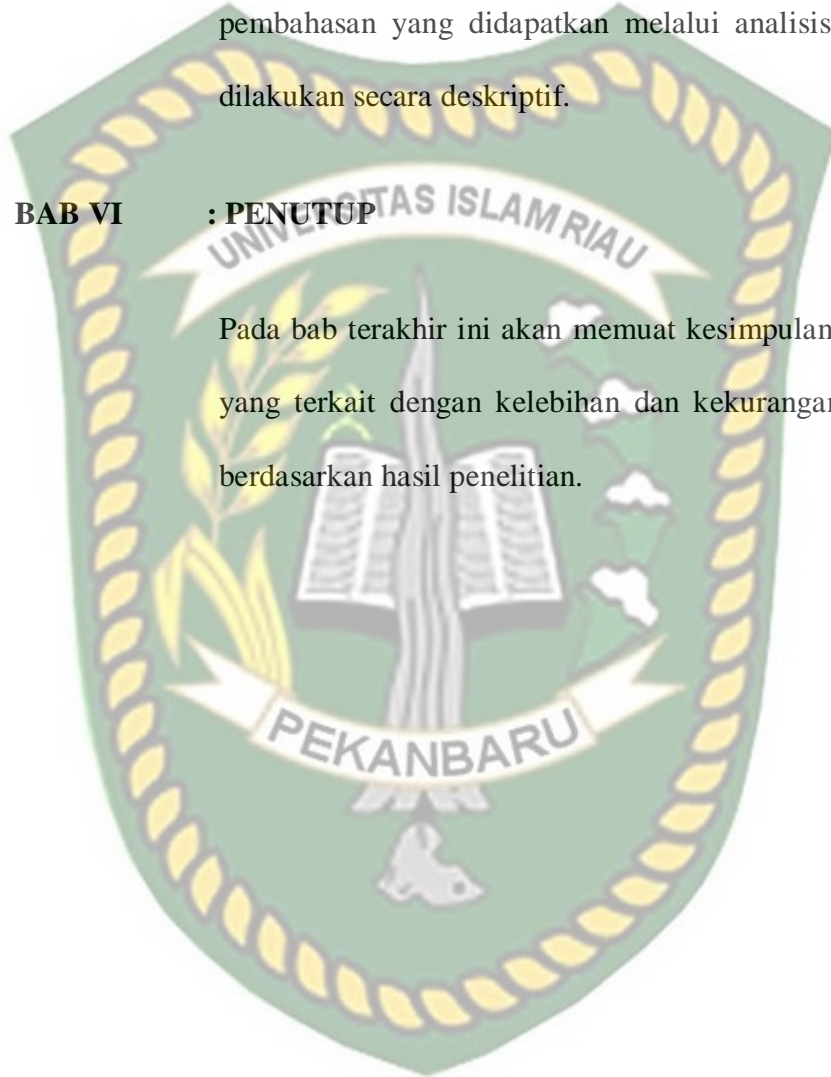 pembahasan yang didapatkan melalui analisis
dilakukan secara deskriptif.
BAB VI : PENUTUP
UNIVERSITAS ISLAM RIAU
Pada bab terakhir ini akan memuat kesimpulan
yang terkait dengan kelebihan dan kekurangan
berdasarkan hasil penelitian.
PEKANBARU